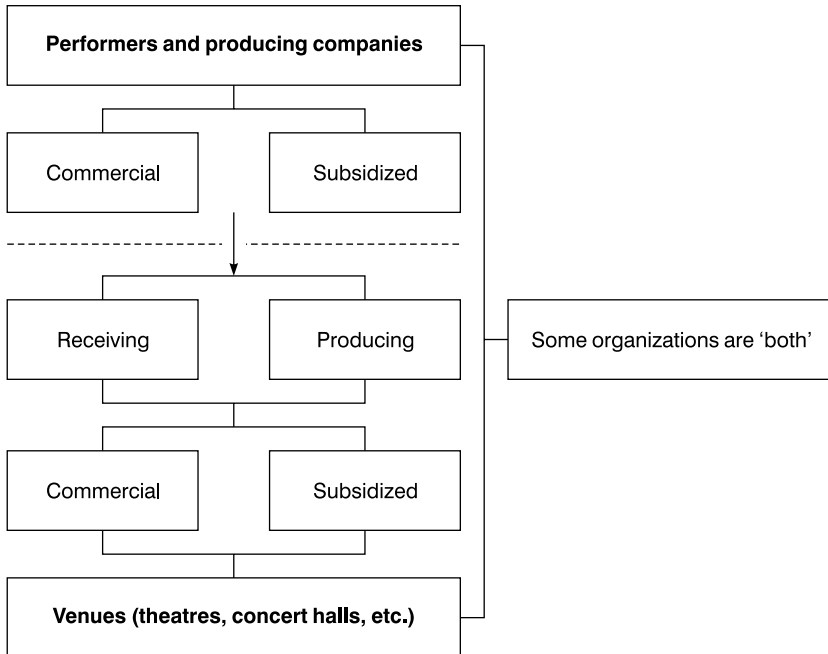 Performers and producing companies
Commercial
Subsidized
Receiving
Producing
Some organizations are ‘both’
Commercial
Subsidized
Venues (theatres, concert halls, etc.)